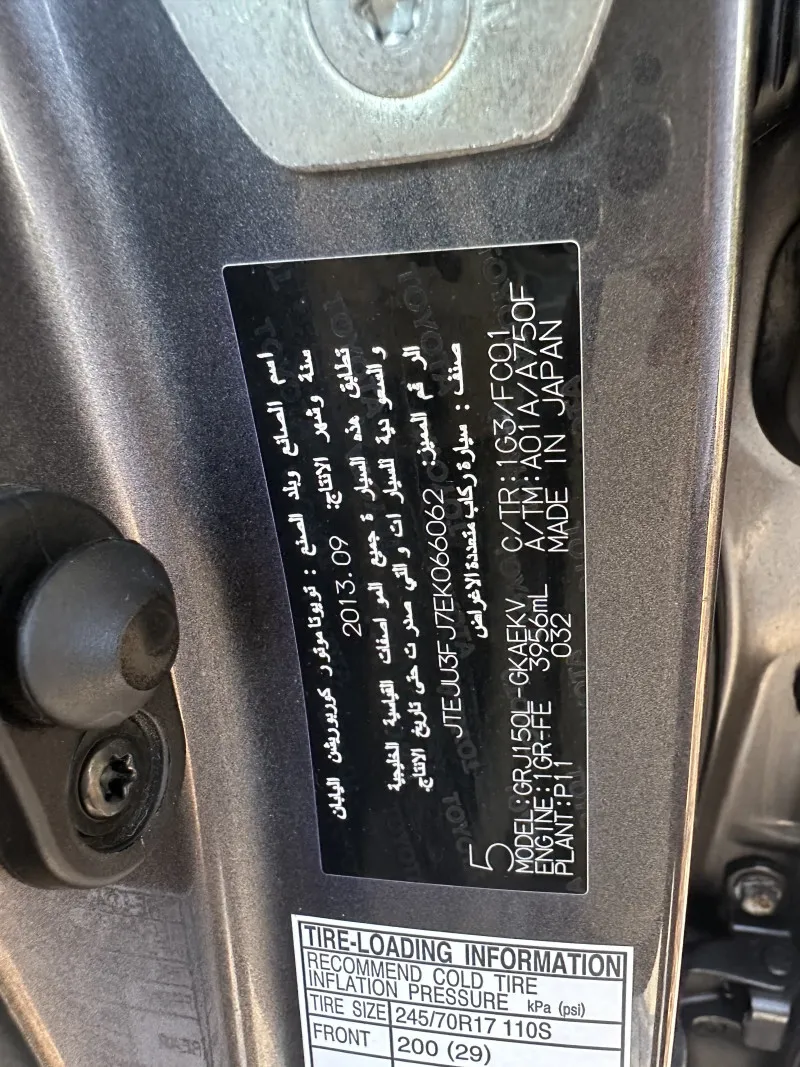 اسم الصانع وبلد الصنع : تويوتا موتور كوربوريشن اليابان
سنة وشهر الانتاج: 2013.09
تطابق هذه السيارة جميع المواصفات القياسية الخليجية
والسعودية للسيارات والتي صدرت حتى تاريخ الانتاج.
الرقم المميز: JTEJU3FJ7EK066062
صنف : سيارة ركاب متعددة الاغراض
5
MODEL:GRJ150L-GKAEKV C/TR:1G3/FC01
ENGINE:1GR-FE 3956mL A/TM:A01A/A750F
PLANT:P11 032 MADE IN JAPAN
TIRE-LOADING INFORMATION
RECOMMEND COLD TIRE
INFLATION PRESSURE kPa (psi)
TIRE SIZE 245/70R17 110S
FRONT 200 (29)